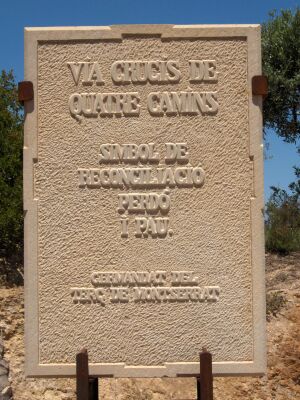 VIA CRUCIS DE
QUATRE CAMINS
SIMBOL DE
RECONCILIACIÓ
PERDÓ
I PAU.
GERMANDAT DEL
TERÇ DE MONTSERRAT